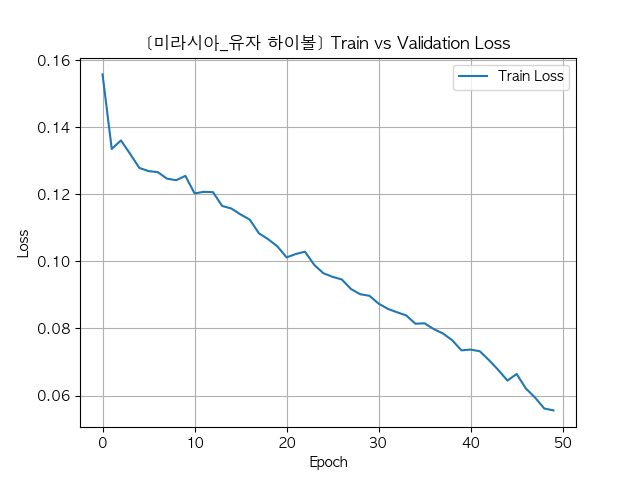 [미라시아_유자 하이볼] Train vs Validation Loss
Train Loss
Loss
0.16
0.14
0.12
0.10
0.08
0.06
0 10 20 30 40 50
Epoch